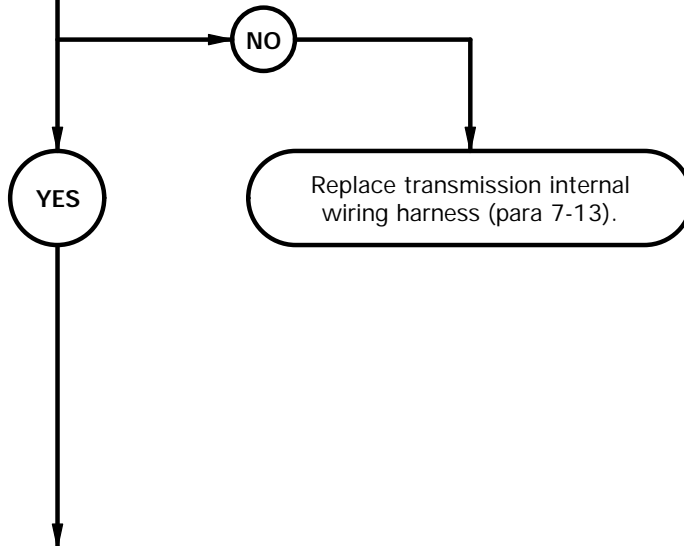 NO
YES
Replace transmission internal
wiring harness (para 7-13).